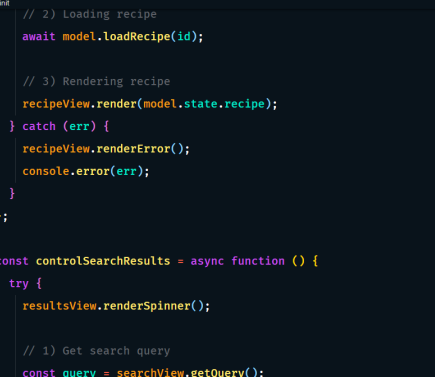 init
// 2) Loading recipe
await model.loadRecipe(id);
// 3) Rendering recipe
recipeView.render(model.state.recipe);
} catch (err) {
recipeView.renderError();
console.error(err);
}
};
const controlSearchResults = async function () {
try {
resultsView.renderSpinner();
// 1) Get search query
const query = searchView.getQuery();